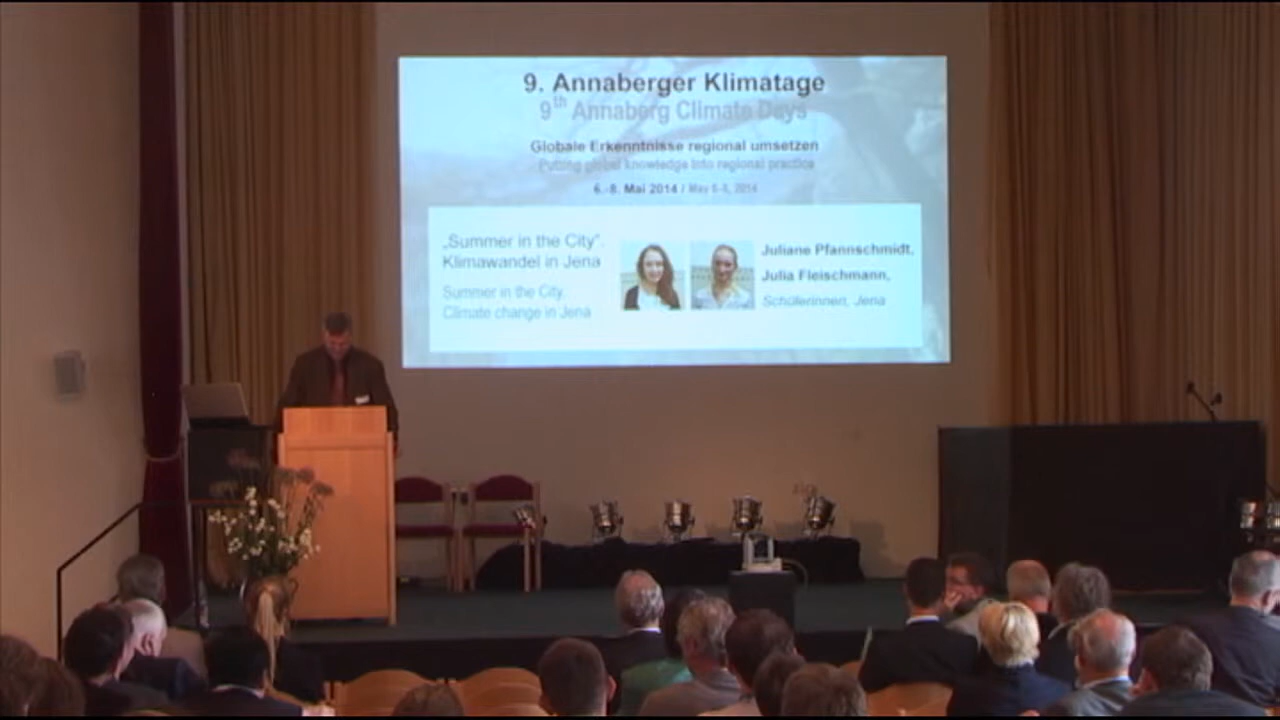 9. Annaberger Klimatage
9th Annaberg Climate Days
Globale Erkenntnisse regional umsetzen
Putting global knowledge into regional practice
6.-8. Mai 2014 / May 6-8, 2014
„Summer in the City“.
Klimawandel in Jena
Summer in the City.
Climate change in Jena
Juliane Pfannschmidt,
Julia Fleischmann,
Schülerinnen, Jena